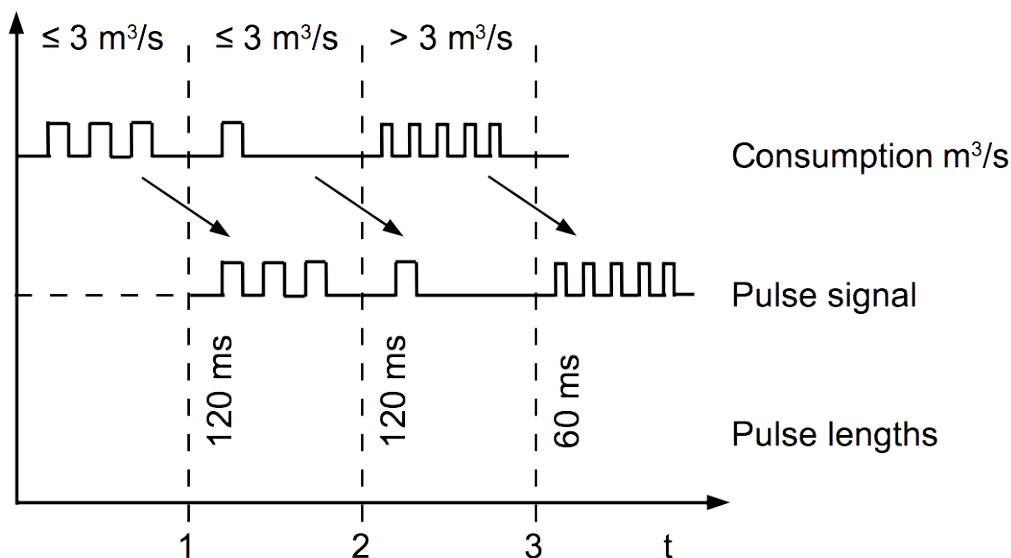 ≤ 3 m³/s ≤ 3 m³/s > 3 m³/s
Consumption m³/s
Pulse signal
120 ms 120 ms 60 ms
Pulse lengths
1 2 3 t